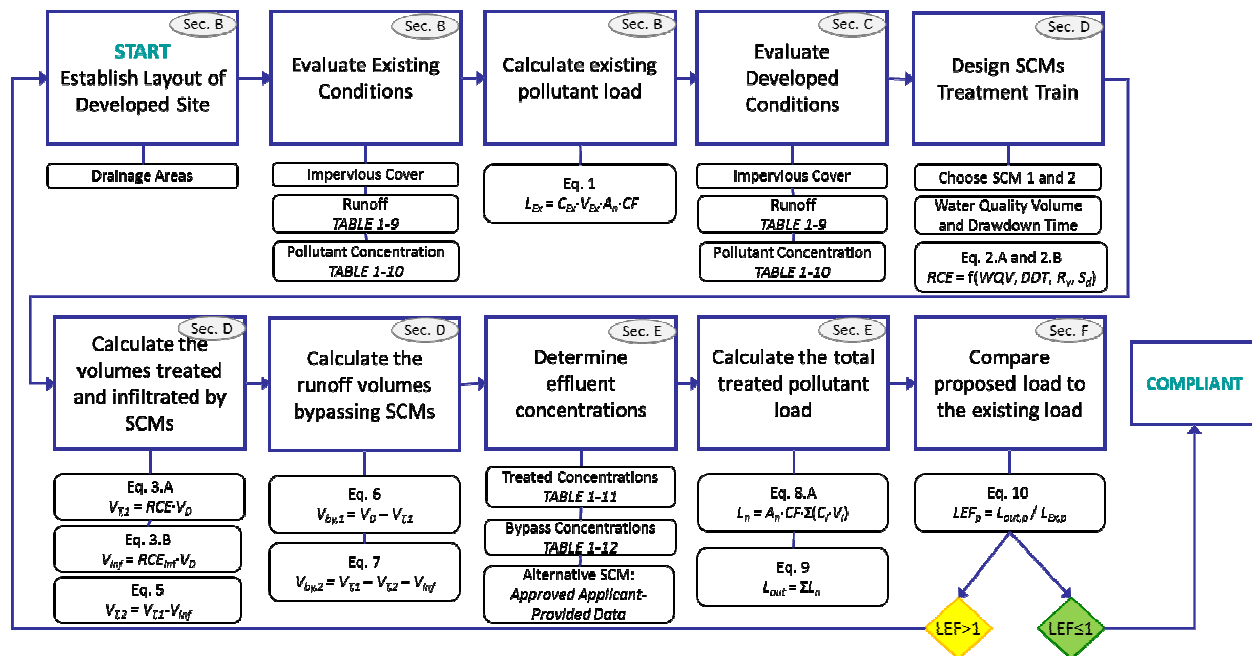 Sec. B
START
Establish Layout of
Developed Site
Drainage Areas
Sec. B
Evaluate Existing
Conditions
Impervious Cover
Runoff
TABLE 1-9
Pollutant Concentration
TABLE 1-10
Sec. B
Calculate existing
pollutant load
Eq. 1
L_Ex = C_Ex·V_Ex·A_n·CF
Sec. C
Evaluate
Developed
Conditions
Impervious Cover
Runoff
TABLE 1-9
Pollutant Concentration
TABLE 1-10
Sec. D
Design SCMs
Treatment Train
Choose SCM 1 and 2
Water Quality Volume
and Drawdown Time
Eq. 2.A and 2.B
RCE = f(WQV, DDT, R_v, S_d)
Sec. D
Calculate the
volumes treated
and infiltrated by
SCMs
Eq. 3.A
V_T,1 = RCE·V_D
Eq. 3.B
V_Inf = RCE_Inf·V_D
Eq. 5
V_T,2 = V_T,1-V_Inf
Sec. D
Calculate the
runoff volumes
bypassing SCMs
Eq. 6
V_by,1 = V_D – V_T,1
Eq. 7
V_by,2 = V_T,1 – V_T,2 – V_Inf
Sec. E
Determine
effluent
concentrations
Treated Concentrations
TABLE 1-11
Bypass Concentrations
TABLE 1-12
Alternative SCM:
Approved Applicant-
Provided Data
Sec. E
Calculate the total
treated pollutant
load
Eq. 8.A
L_n = A_n·CF·Σ(C_i·V_i)
Eq. 9
L_out = ΣL_n
Sec. F
Compare
proposed load to
the existing load
Eq. 10
LEF_p = L_out,p / L_Ex,p
LEF>1
LEF≤1
COMPLIANT